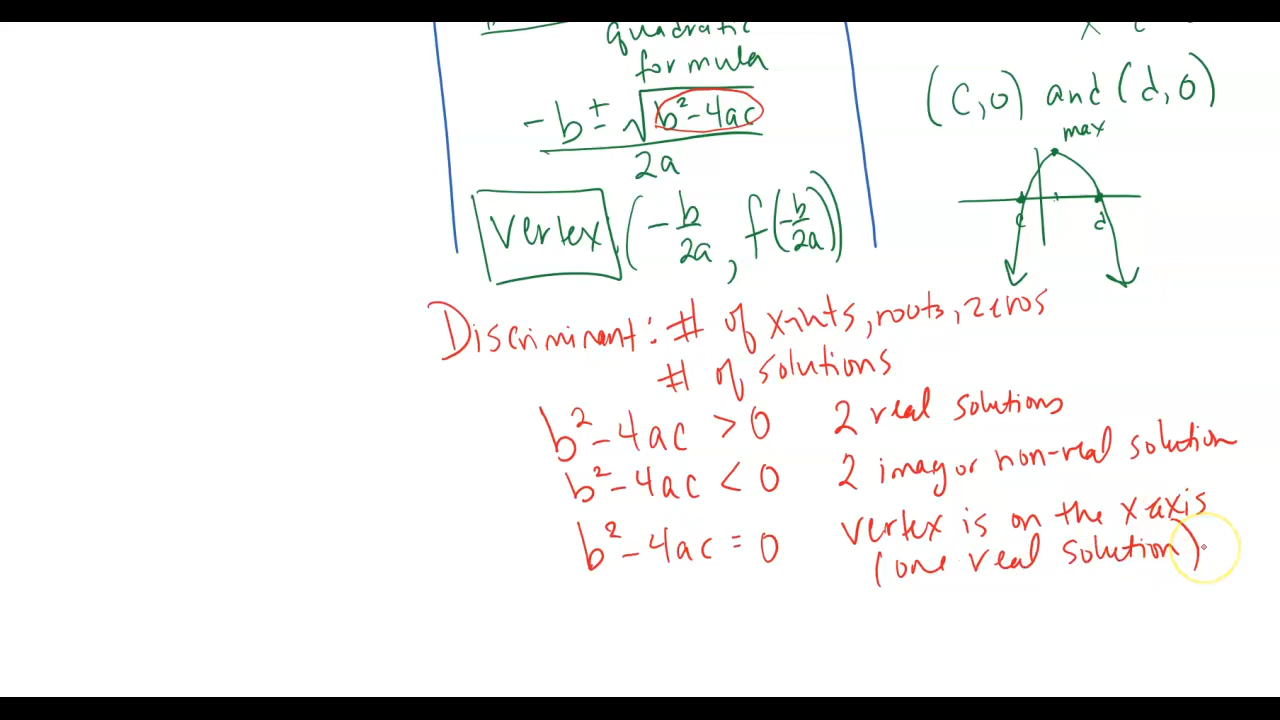 quadratic
formula
-b ± √(b² - 4ac)
2a
vertex (-b/2a, f(-b/2a))
(c, 0) and (d, 0)
max
c d
Discriminant: # of x-ints, roots, zeros
# of solutions
b² - 4ac > 0 2 real solutions
b² - 4ac < 0 2 imag or non-real solution
b² - 4ac = 0 vertex is on the x axis
(one real solution)